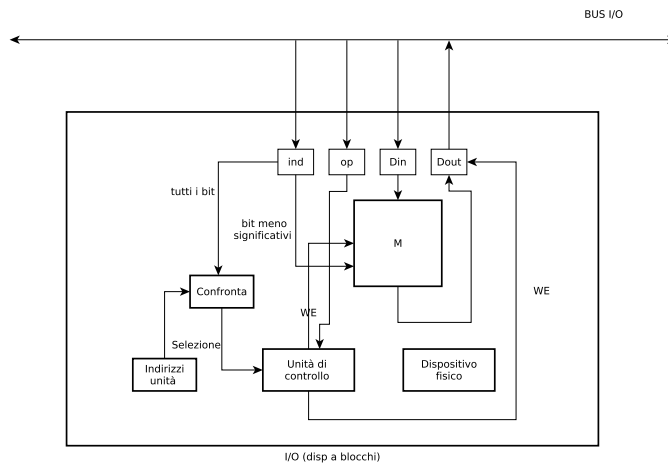 BUS I/O
ind
op
Din
Dout
tutti i bit
bit meno
significativi
M
Confronta
WE
WE
Selezione
Indirizzi
unità
Unità di
controllo
Dispositivo
fisico
I/O (disp a blocchi)